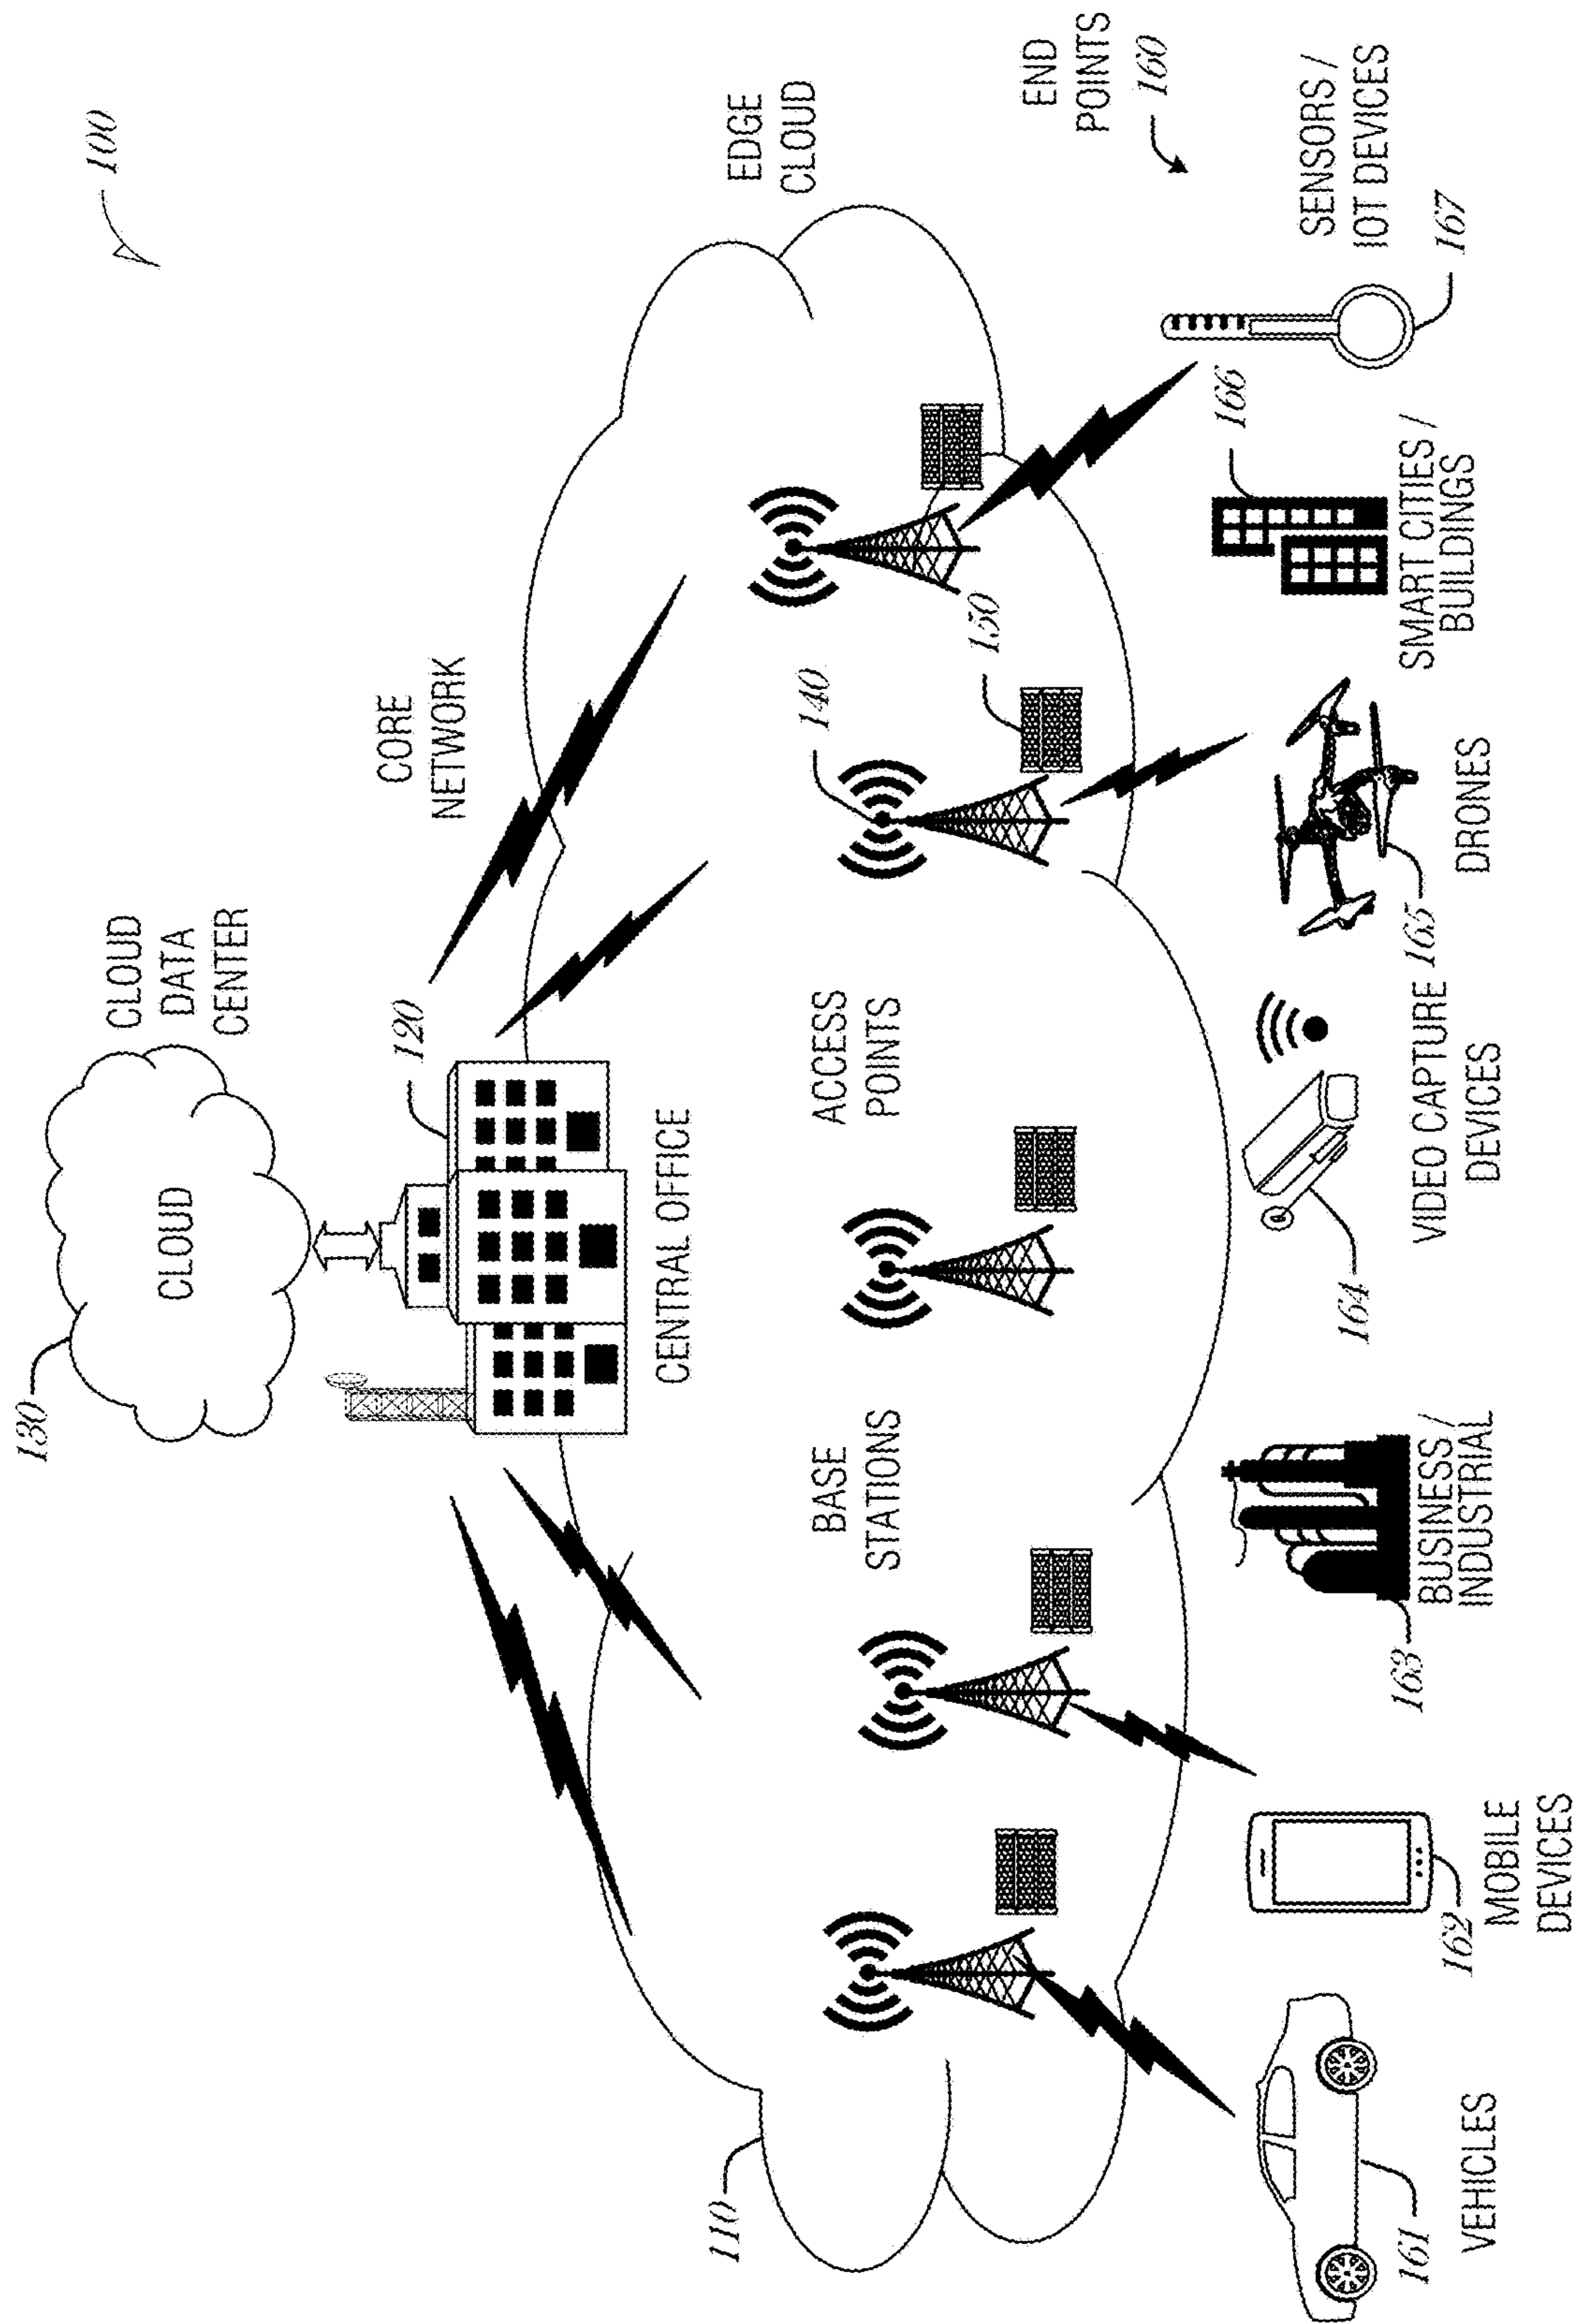 100
130
CLOUD
CLOUD
DATA
CENTER
120
CENTRAL OFFICE
CORE
NETWORK
EDGE
CLOUD
110
BASE
STATIONS
ACCESS
POINTS
140
150
END
POINTS
160
161
VEHICLES
162
MOBILE
DEVICES
163
BUSINESS /
INDUSTRIAL
164
VIDEO CAPTURE
DEVICES
165
DRONES
166
SMART CITIES /
BUILDINGS
SENSORS /
IOT DEVICES
167